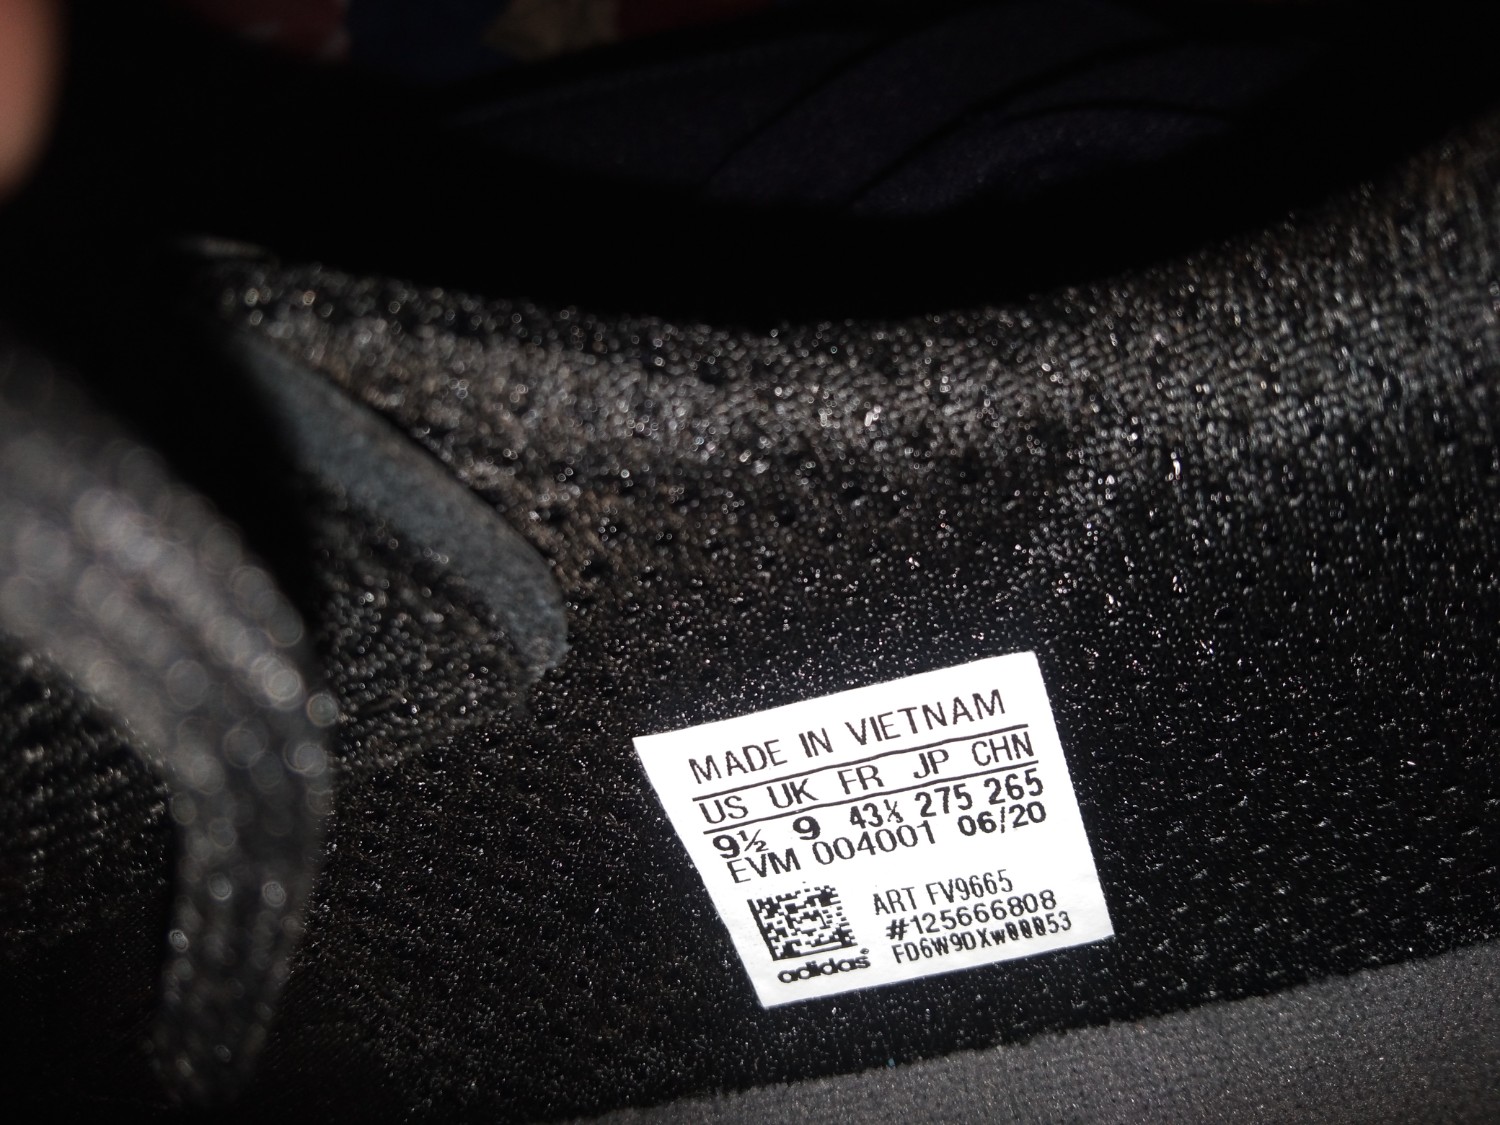 MADE IN VIETNAM
US UK FR JP CHN
9½ 9 43⅓ 275 265
EVM 004001 06/20
ART FV9665
#125666808
FD6W9DXW00053
adidas